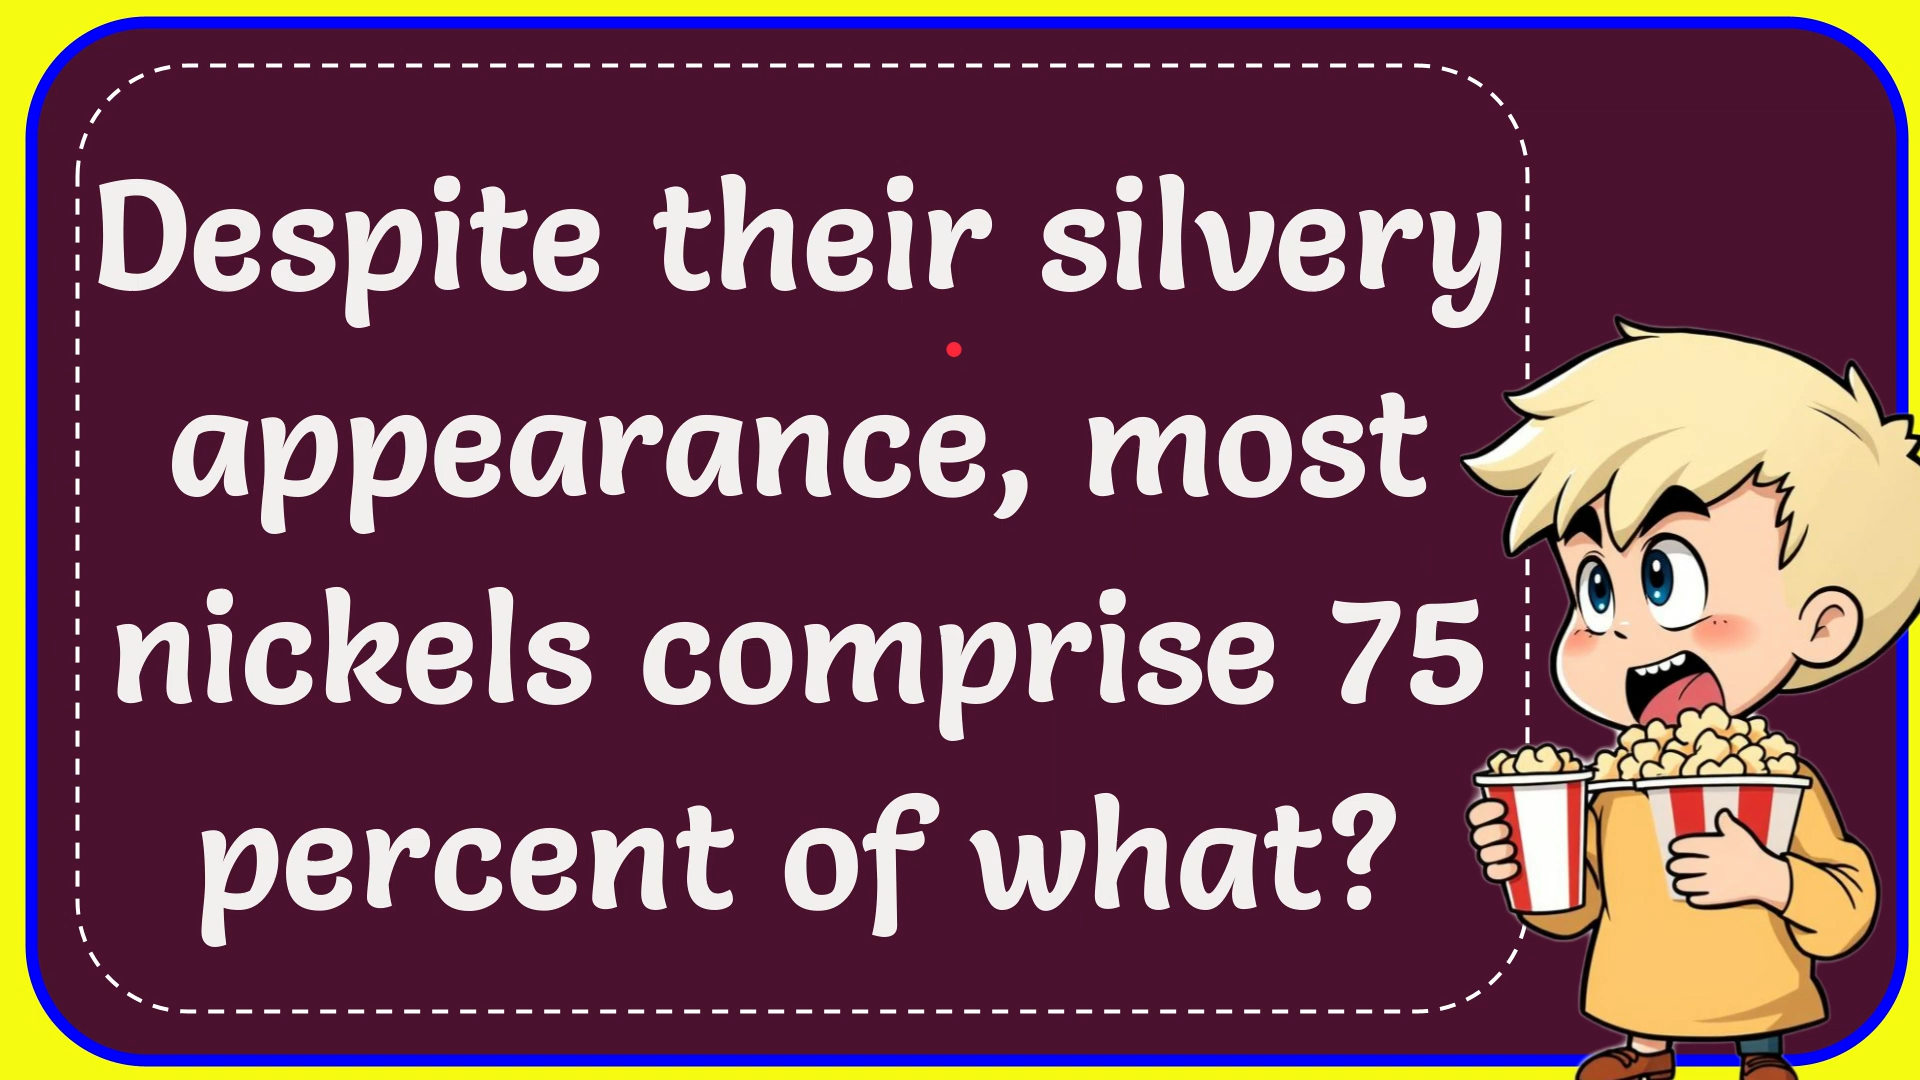 Despite their silvery
appearance, most
nickels comprise 75
percent of what?